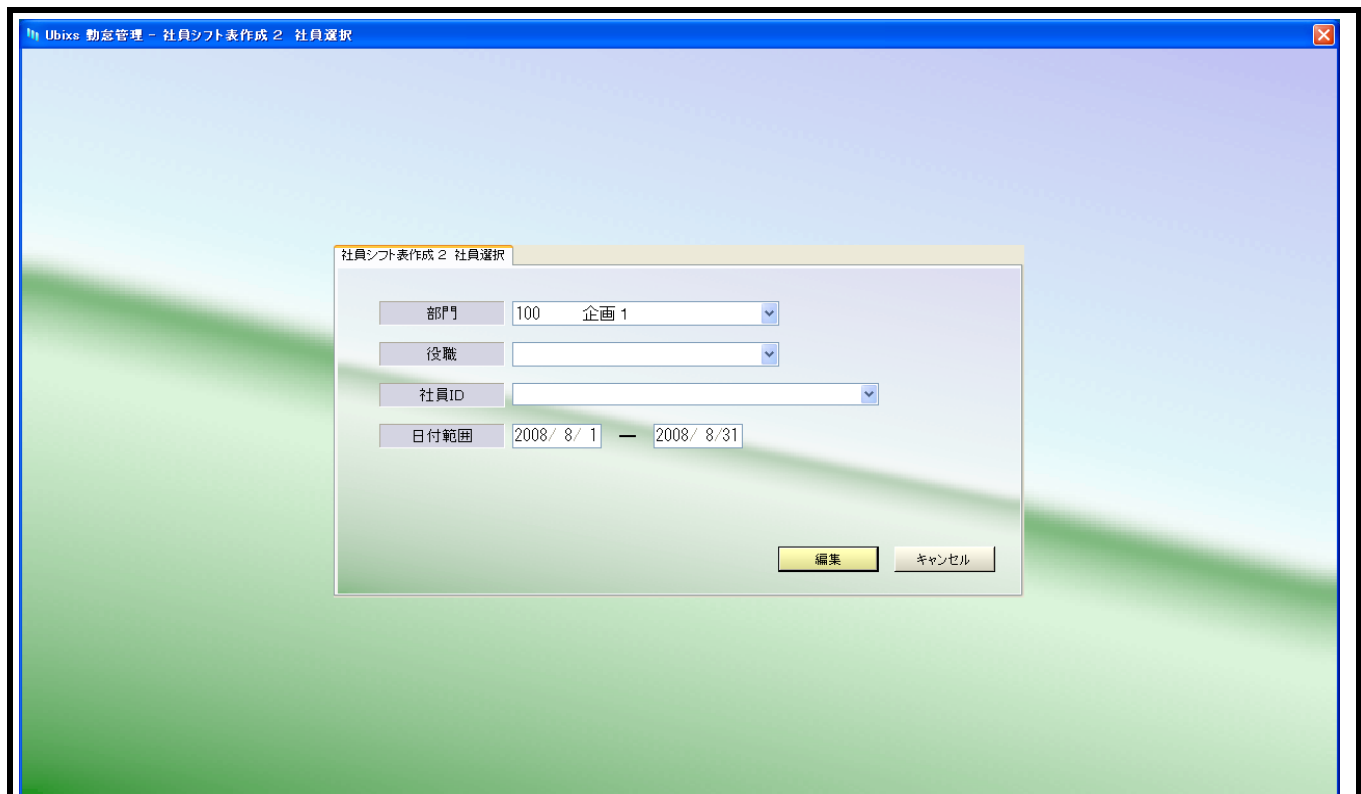 Ubixs 勤怠管理 - 社員シフト表作成２ 社員選択
社員シフト表作成２ 社員選択
部門 100 企画１
役職
社員ID
日付範囲 2008/ 8/ 1 ー 2008/ 8/31
編集 キャンセル